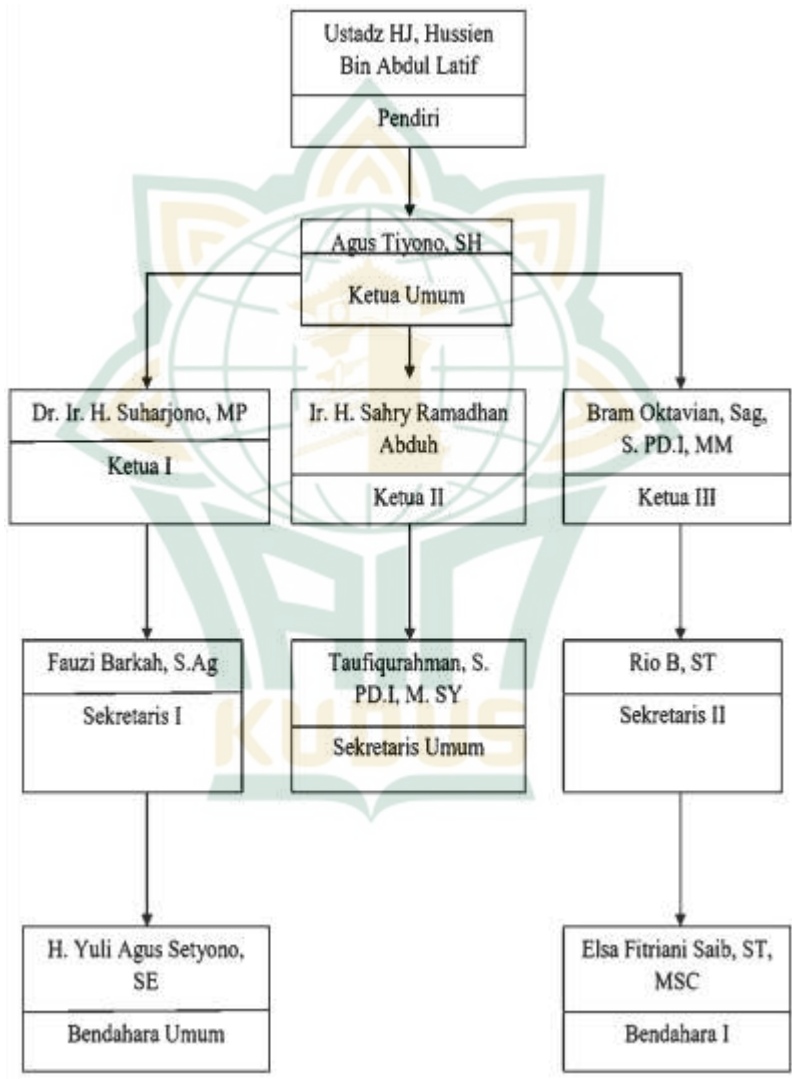 Ustadz HJ, Hussien
Bin Abdul Latif
Pendiri
Agus Tiyono, SH
Ketua Umum
Dr. Ir. H. Suharjono, MP
Ketua I
Ir. H. Sahry Ramadhan
Abduh
Ketua II
Bram Oktavian, Sag,
S. PD.I, MM
Ketua III
Fauzi Barkah, S.Ag
Sekretaris I
Taufiqurahman, S.
PD.I, M. SY
Sekretaris Umum
Rio B, ST
Sekretaris II
H. Yuli Agus Setyono,
SE
Bendahara Umum
Elsa Fitriani Saib, ST,
MSC
Bendahara I
IAIN
KUDUS